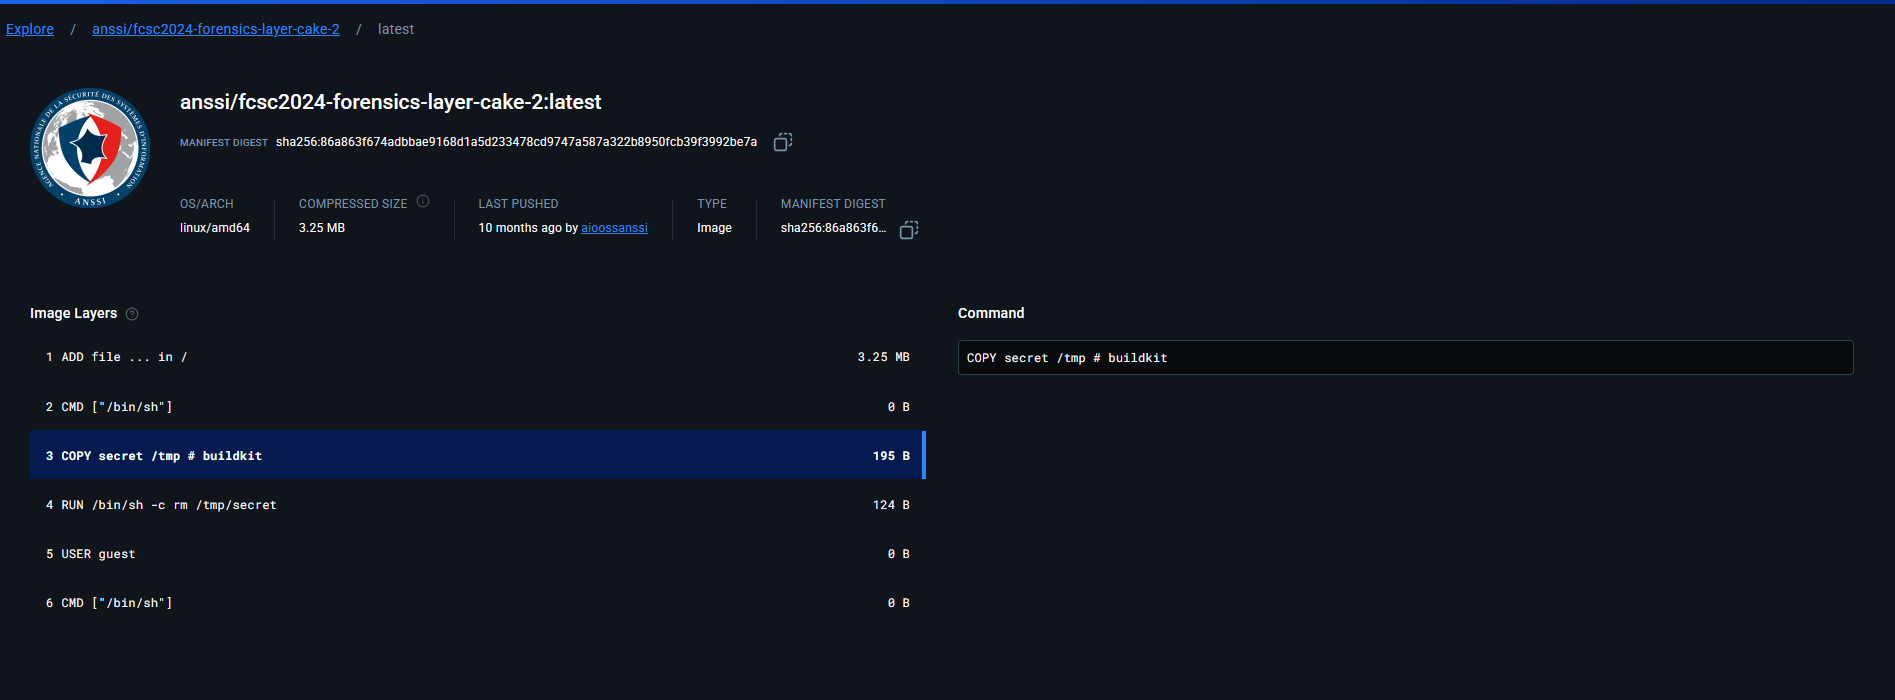 Explore / anssi/fcsc2024-forensics-layer-cake-2 / latest
AGENCE NATIONALE DE LA SÉCURITÉ DES SYSTÈMES D'INFORMATION
ANSSI
anssi/fcsc2024-forensics-layer-cake-2:latest
MANIFEST DIGEST sha256:86a863f674adbbae9168d1a5d233478cd9747a587a322b8950fcb39f3992be7a
OS/ARCH COMPRESSED SIZE LAST PUSHED TYPE MANIFEST DIGEST
linux/amd64 3.25 MB 10 months ago by aioossanssi Image sha256:86a863f6...
Image Layers
1 ADD file ... in / 3.25 MB
2 CMD ["/bin/sh"] 0 B
3 COPY secret /tmp # buildkit 195 B
4 RUN /bin/sh -c rm /tmp/secret 124 B
5 USER guest 0 B
6 CMD ["/bin/sh"] 0 B
Command
COPY secret /tmp # buildkit